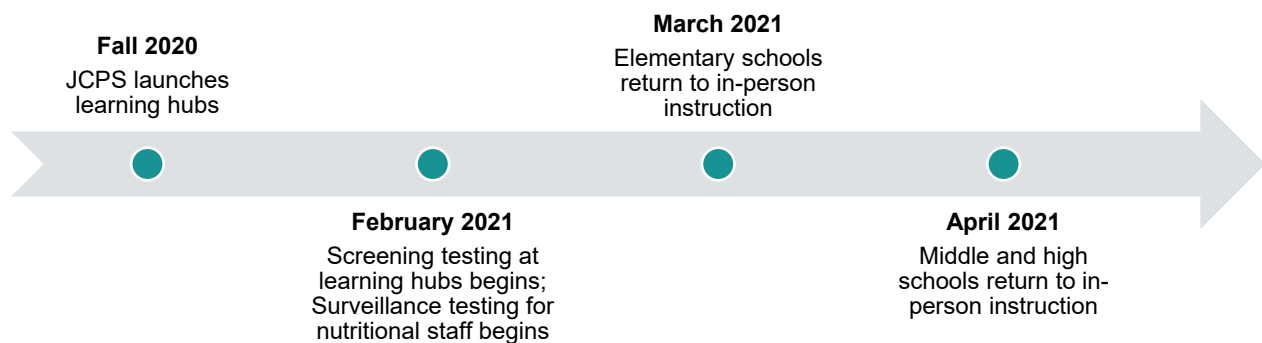 Fall 2020
JCPS launches
learning hubs
February 2021
Screening testing at
learning hubs begins;
Surveillance testing for
nutritional staff begins
March 2021
Elementary schools
return to in-person
instruction
April 2021
Middle and high
schools return to in-
person instruction